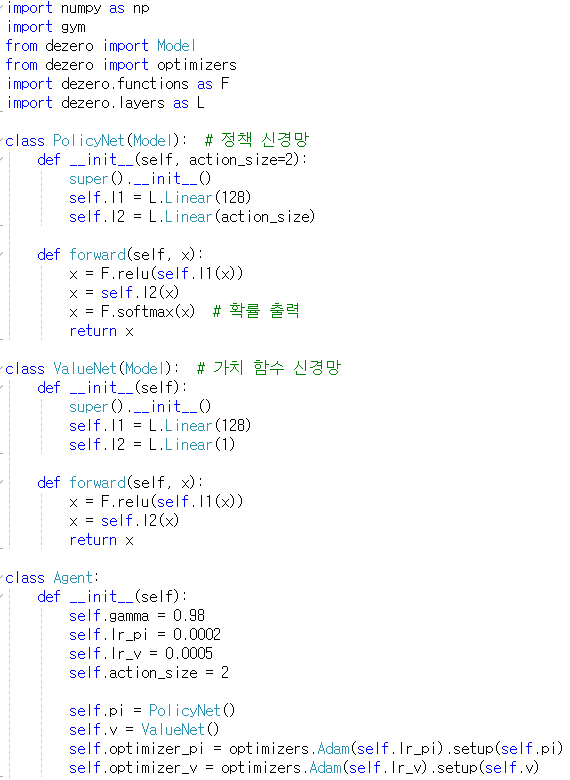 import numpy as np
import gym
from dezero import Model
from dezero import optimizers
import dezero.functions as F
import dezero.layers as L

class PolicyNet(Model):  # 정책 신경망
    def __init__(self, action_size=2):
        super().__init__()
        self.l1 = L.Linear(128)
        self.l2 = L.Linear(action_size)

    def forward(self, x):
        x = F.relu(self.l1(x))
        x = self.l2(x)
        x = F.softmax(x)  # 확률 출력
        return x

class ValueNet(Model):  # 가치 함수 신경망
    def __init__(self):
        super().__init__()
        self.l1 = L.Linear(128)
        self.l2 = L.Linear(1)

    def forward(self, x):
        x = F.relu(self.l1(x))
        x = self.l2(x)
        return x

class Agent:
    def __init__(self):
        self.gamma = 0.98
        self.lr_pi = 0.0002
        self.lr_v = 0.0005
        self.action_size = 2

        self.pi = PolicyNet()
        self.v = ValueNet()
        self.optimizer_pi = optimizers.Adam(self.lr_pi).setup(self.pi)
        self.optimizer_v = optimizers.Adam(self.lr_v).setup(self.v)